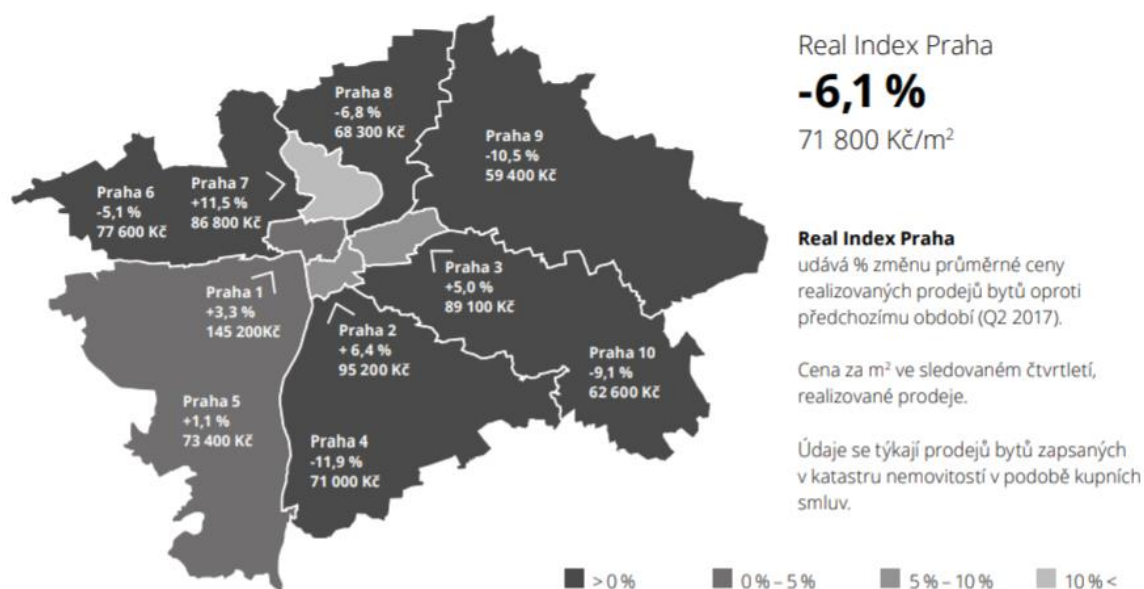 Real Index Praha
-6,1 %
71 800 Kč/m²
Praha 8
-6,8 %
68 300 Kč
Praha 9
-10,5 %
59 400 Kč
Praha 7
+11,5 %
86 800 Kč
Praha 6
-5,1 %
77 600 Kč
Praha 3
+5,0 %
89 100 Kč
Praha 1
+3,3 %
145 200Kč
Praha 2
+ 6,4 %
95 200 Kč
Praha 10
-9,1 %
62 600 Kč
Praha 5
+1,1 %
73 400 Kč
Praha 4
-11,9 %
71 000 Kč
Real Index Praha
udává % změnu průměrné ceny
realizovaných prodejů bytů oproti
předchozímu období (Q2 2017).
Cena za m² ve sledovaném čtvrtletí,
realizované prodeje.
Údaje se týkají prodejů bytů zapsaných
v katastru nemovitostí v podobě kupních
smluv.
> 0 %
0 % – 5 %
5 % – 10 %
10 % <